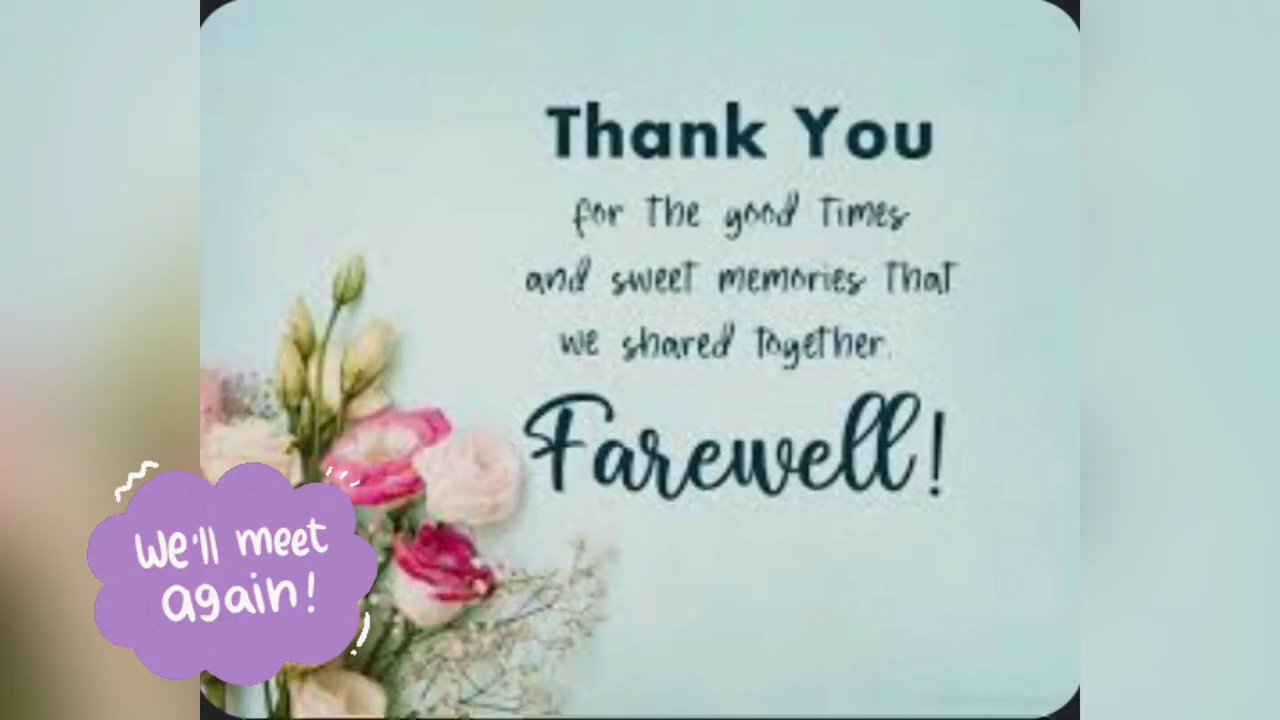 Thank You
for the good times
and sweet memories that
we shared together.
Farewell!
We'll meet
again!